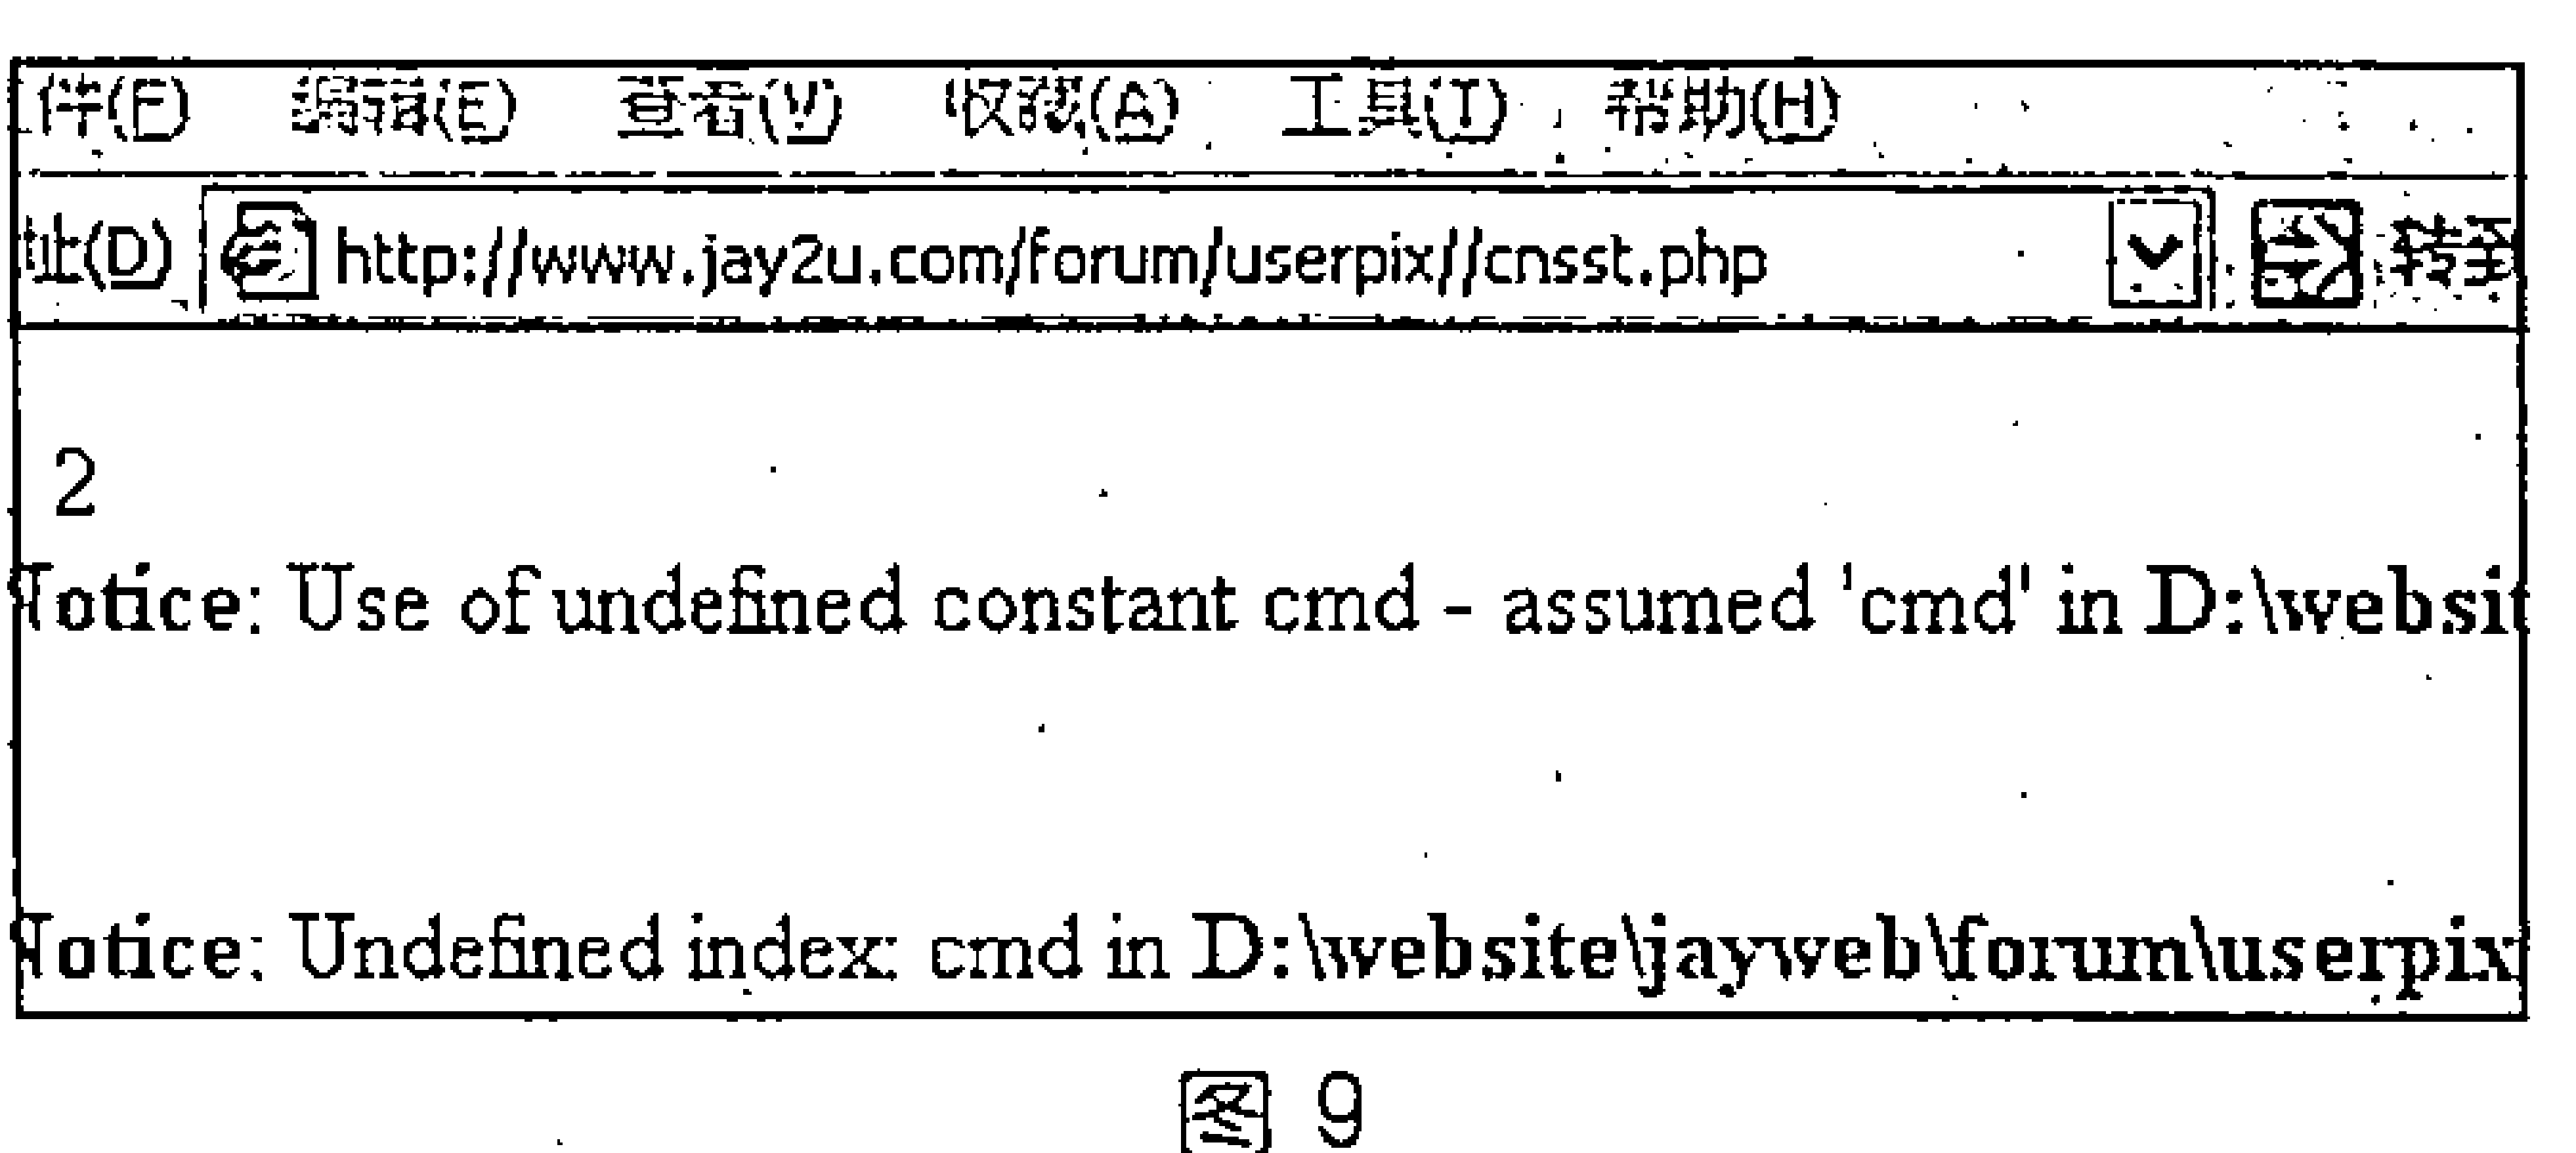 件(F) 编辑(E) 查看(V) 收藏(A) 工具(T) 帮助(H)
址(D) http://www.jay2u.com/forum/userpix//cnsst.php 转至
2
Notice: Use of undefined constant cmd - assumed 'cmd' in D:\websit
Notice: Undefined index: cmd in D:\website\jayweb\forum\userpix
图 9